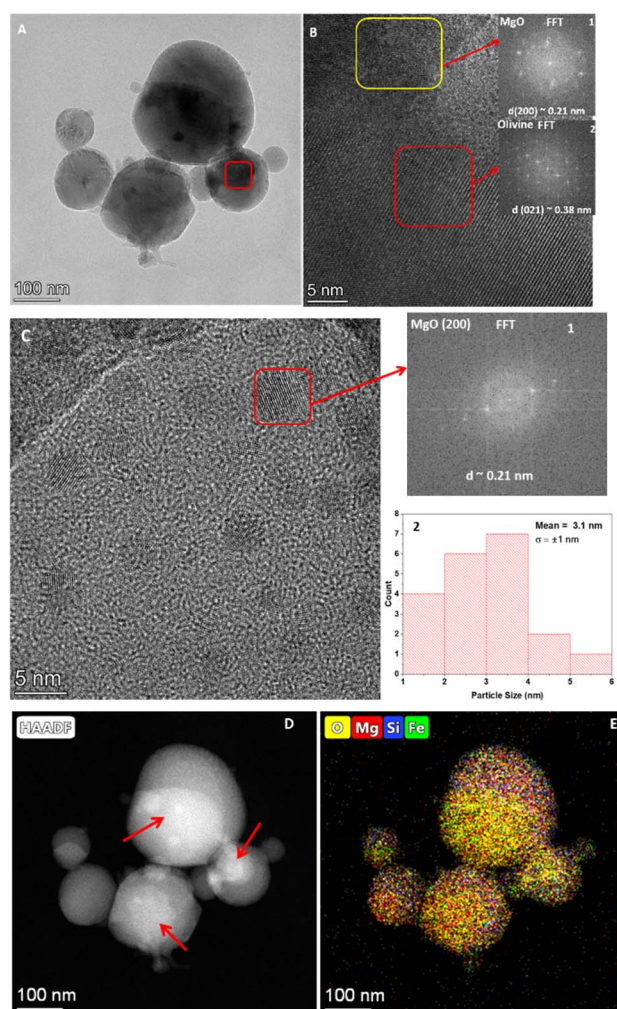 A
100 nm
B
5 nm
MgO FFT 1
d(200) ~ 0.21 nm
Olivine FFT 2
d (021) ~ 0.38 nm
C
5 nm
MgO (200) FFT 1
d ~ 0.21 nm
2
Mean = 3.1 nm
σ = ±1 nm
8
7
6
5
4
3
2
1
0
Count
1 2 3 4 5 6
Particle Size (nm)
HAADF D
100 nm
O Mg Si Fe E
100 nm